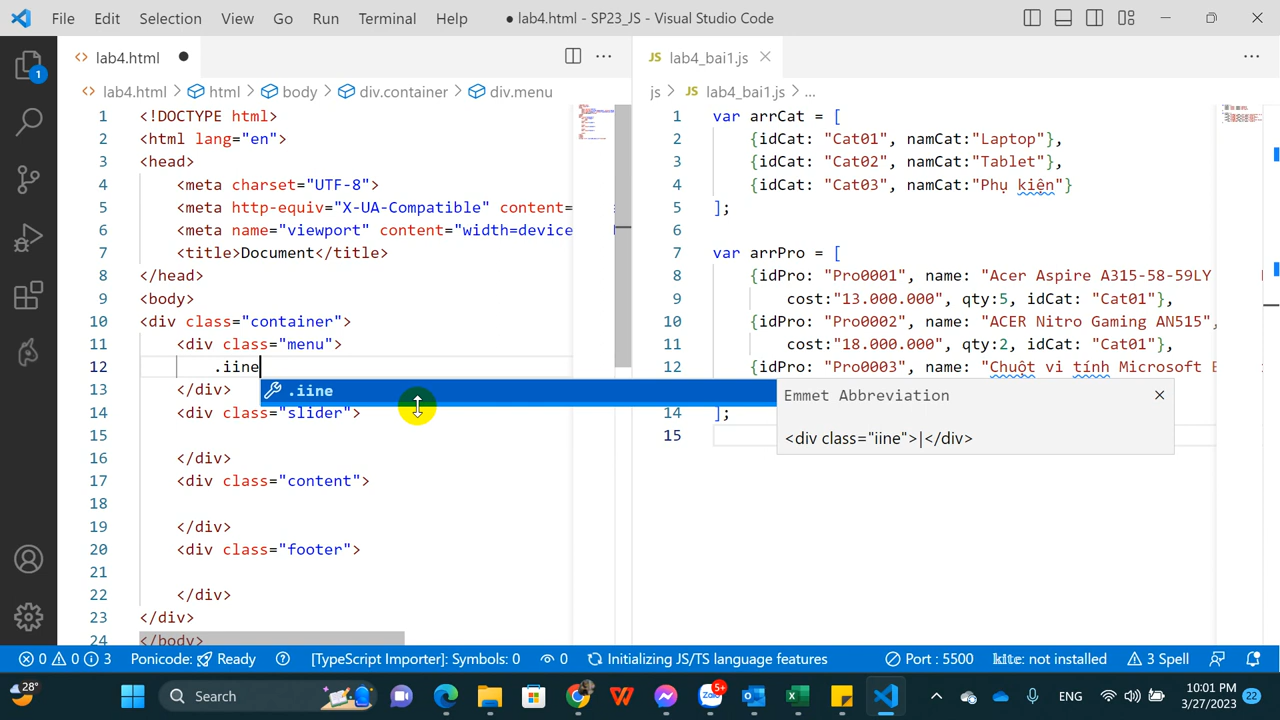 File Edit Selection View Go Run Terminal Help ● lab4.html - SP23_JS - Visual Studio Code
1
lab4.html ●
lab4.html > html > body > div.container > div.menu
1 <!DOCTYPE html>
2 <html lang="en">
3 <head>
4 <meta charset="UTF-8">
5 <meta http-equiv="X-UA-Compatible" content=
6 <meta name="viewport" content="width=device
7 <title>Document</title>
8 </head>
9 <body>
10 <div class="container">
11 <div class="menu">
12 .iine
13 </div>
14 <div class="slider">
15
16 </div>
17 <div class="content">
18
19 </div>
20 <div class="footer">
21
22 </div>
23 </div>
24 </body>
.iine
JS lab4_bai1.js
js > JS lab4_bai1.js > ...
1 var arrCat = [
2 {idCat: "Cat01", namCat:"Laptop"},
3 {idCat: "Cat02", namCat:"Tablet"},
4 {idCat: "Cat03", namCat:"Phụ kiện"}
5 ];
6
7 var arrPro = [
8 {idPro: "Pro0001", name: "Acer Aspire A315-58-59LY
9 cost:"13.000.000", qty:5, idCat: "Cat01"},
10 {idPro: "Pro0002", name: "ACER Nitro Gaming AN515",
11 cost:"18.000.000", qty:2, idCat: "Cat01"},
12 {idPro: "Pro0003", name: "Chuột vi tính Microsoft
Emmet Abbreviation
<div class="iine">|</div>
14 ];
15
0 0 3 Ponicode: Ready [TypeScript Importer]: Symbols: 0 0 Initializing JS/TS language features Port : 5500 kite: not installed 3 Spell
28° Search 5+ Zalo ENG 10:01 PM 22
3/27/2023